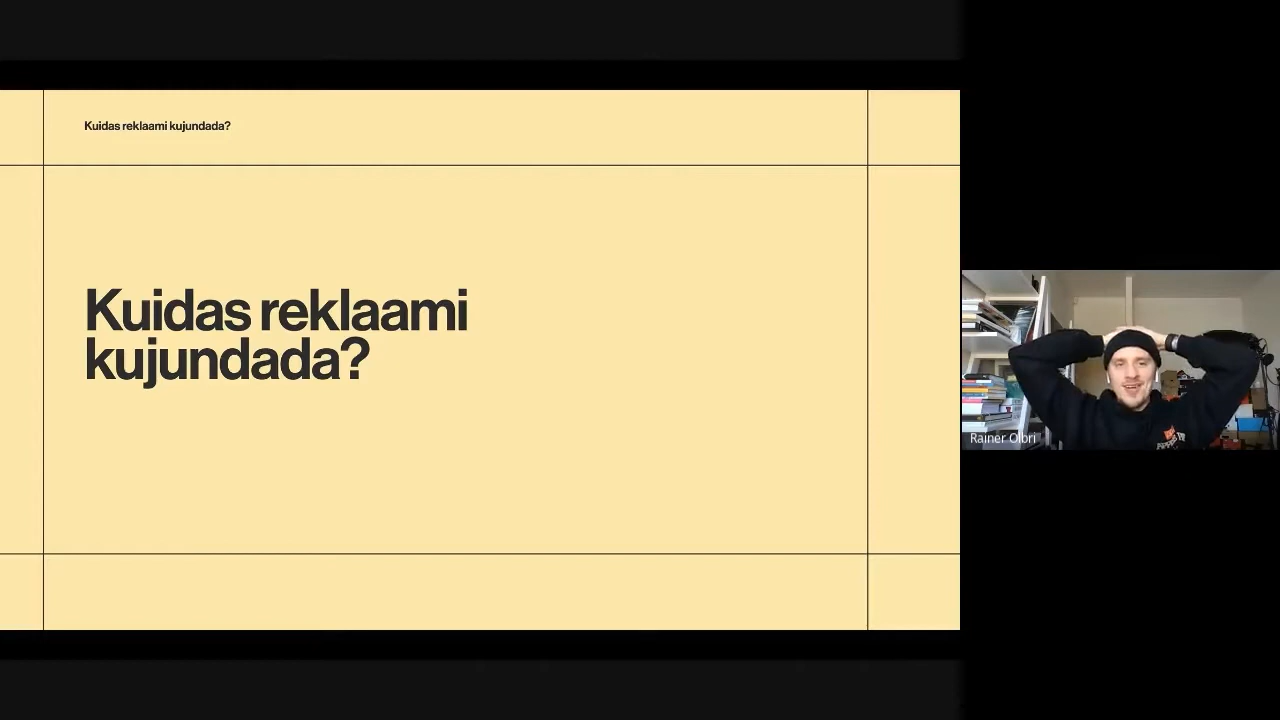 Kuidas reklaami kujundada?
Kuidas reklaami
kujundada?
Rainer Olbri